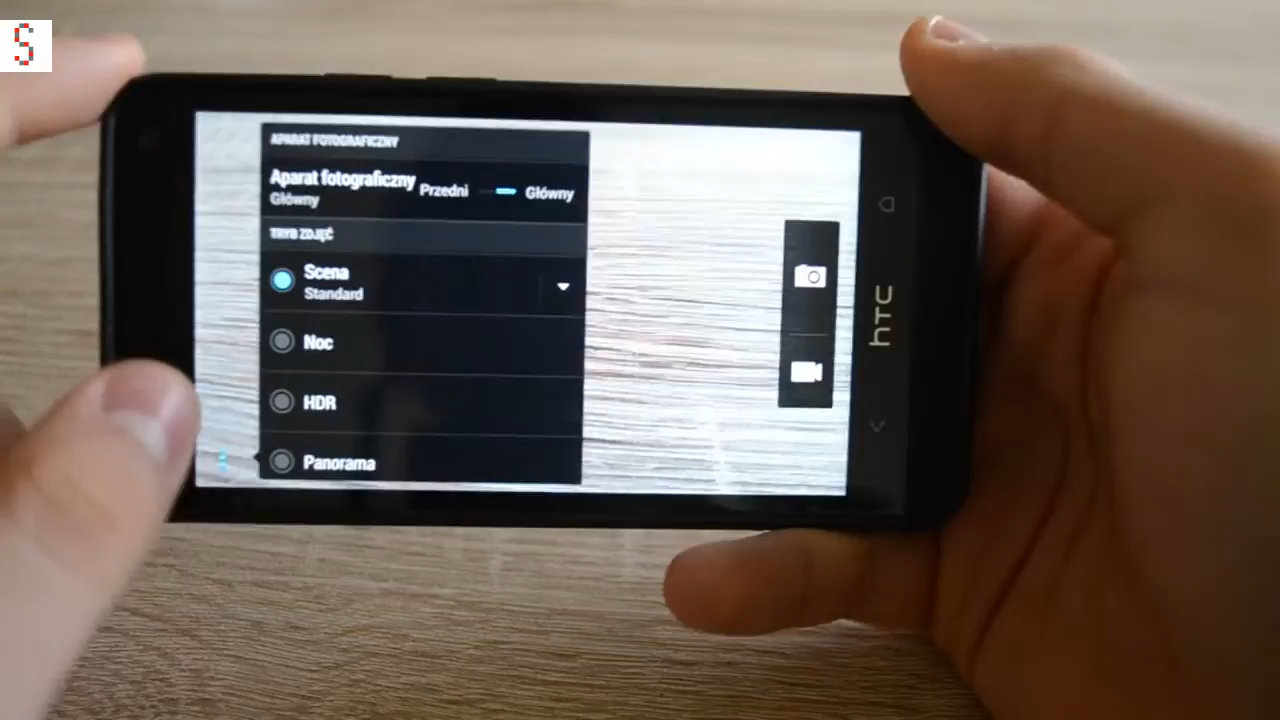 S
APARAT FOTOGRAFICZNY
Aparat fotograficzny
Główny
Przedni
Główny
TRYB ZDJĘĆ
Scena
Standard
Noc
HDR
Panorama
hTC